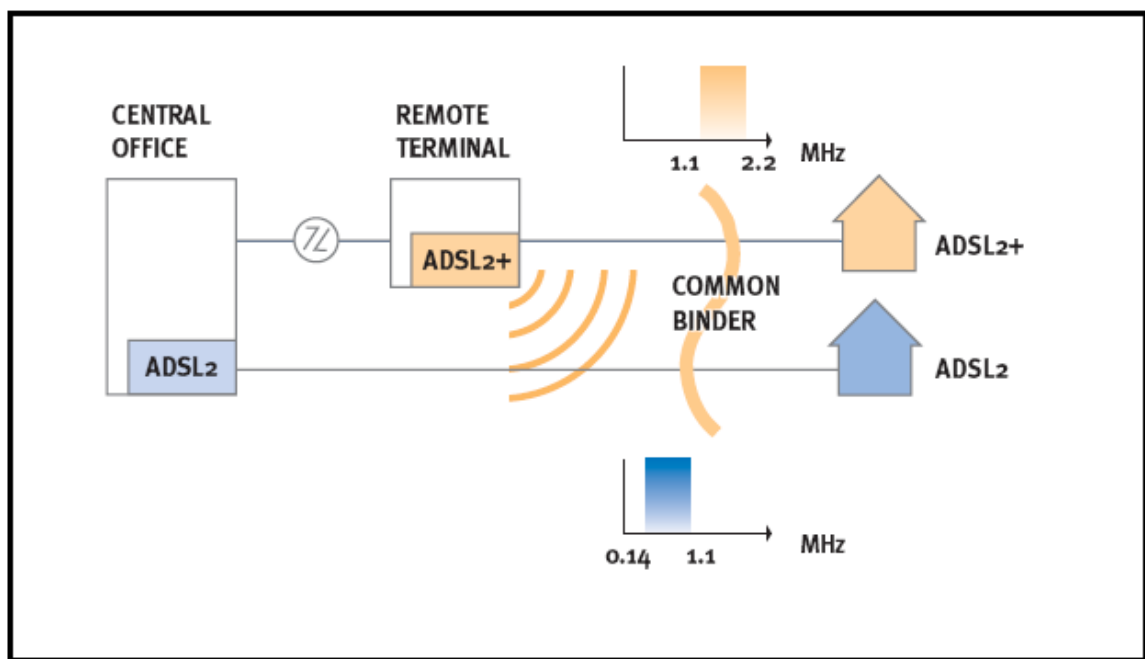 CENTRAL
OFFICE
REMOTE
TERMINAL
1.1 2.2 MHz
ADSL2+
ADSL2+
COMMON
BINDER
ADSL2
ADSL2
0.14 1.1 MHz